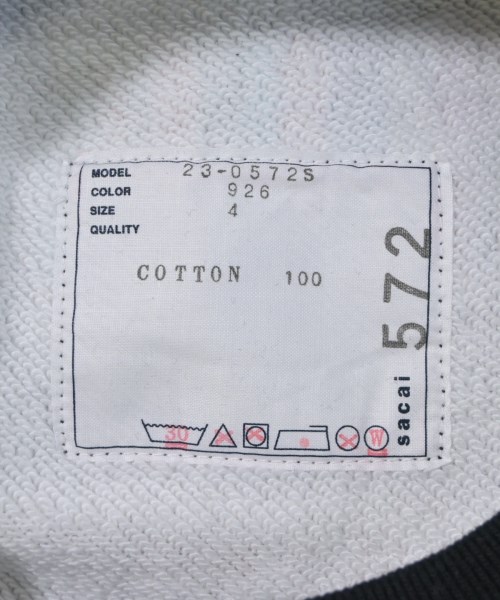 MODEL 23-0572S
COLOR 926
SIZE 4
QUALITY
COTTON 100
572
sacai
30
W